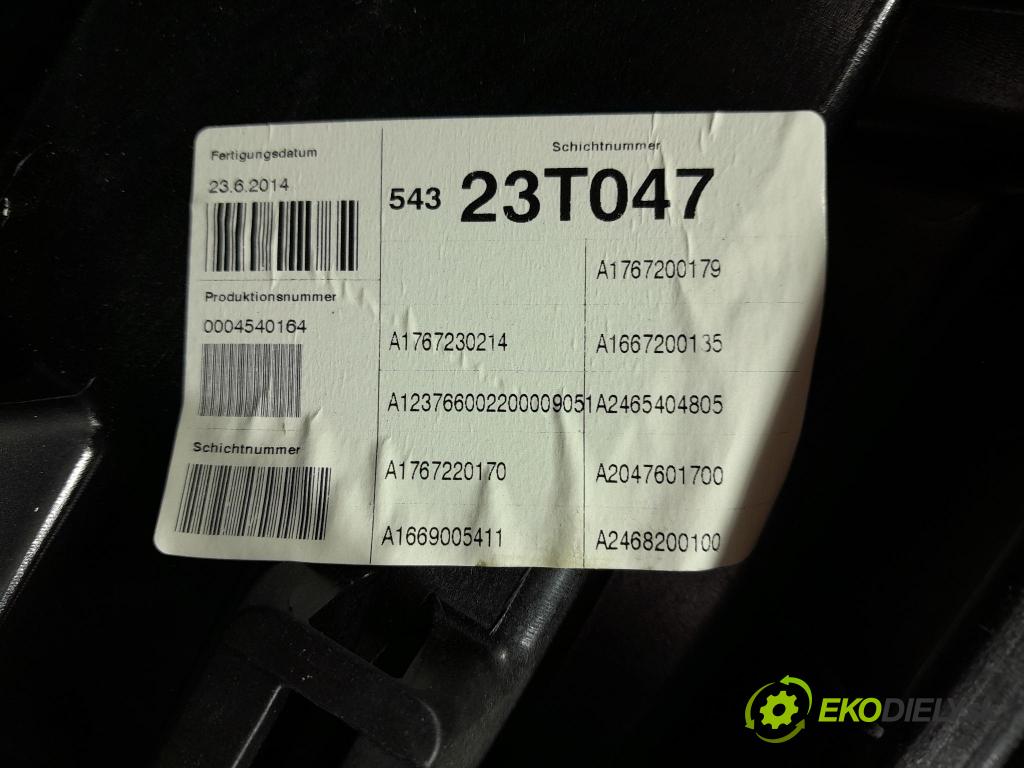 Fertigungsdatum
23.6.2014
Produktionsnummer
0004540164
Schichtnummer
Schichtnummer
543 23T047
A1767200179
A1767230214 A1667200135
A123766002200009051 A2465404805
A1767220170 A2047601700
A1669005411 A2468200100
EKODIELY